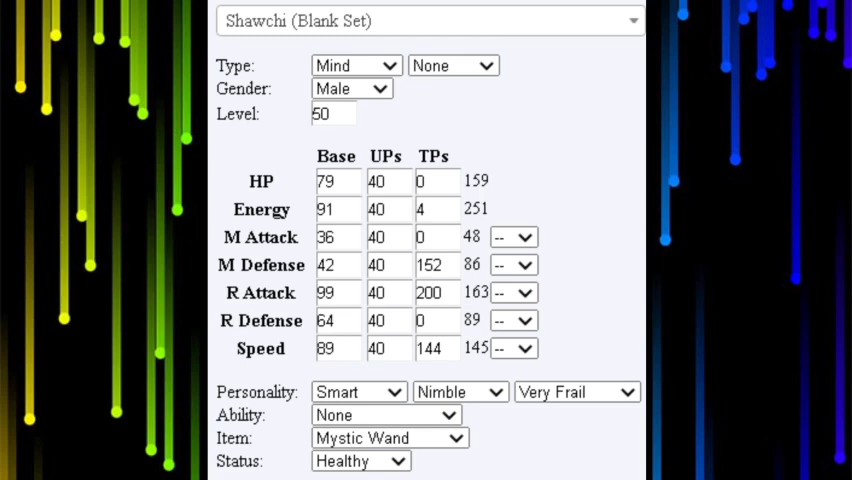 Shawchi (Blank Set)
Type: Mind None
Gender: Male
Level: 50
Base UPs TPs
HP 79 40 0 159
Energy 91 40 4 251
M Attack 36 40 0 48 --
M Defense 42 40 152 86 --
R Attack 99 40 200 163 --
R Defense 64 40 0 89 --
Speed 89 40 144 145 --
Personality: Smart Nimble Very Frail
Ability: None
Item: Mystic Wand
Status: Healthy